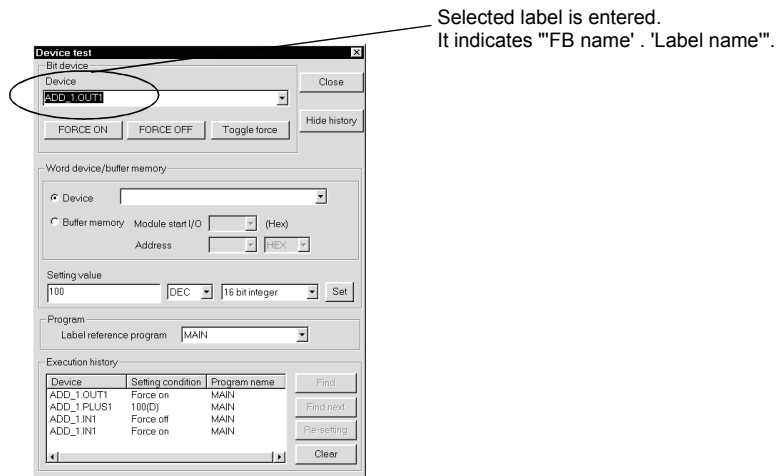 Selected label is entered.
It indicates "'FB name' . 'Label name'".
Device test
Bit device
Device
Close
ADD_1.OUT1
Hide history
FORCE ON FORCE OFF Toggle force
Word device/buffer memory
Device
Buffer memory Module start I/O (Hex)
Address HEX
Setting value
100 DEC 16 bit integer Set
Program
Label reference program MAIN
Execution history
Device Setting condition Program name Find
ADD_1.OUT1 Force on MAIN
ADD_1.PLUS1 100(D) MAIN Find next
ADD_1.IN1 Force off MAIN
ADD_1.IN1 Force on MAIN Re-setting
Clear